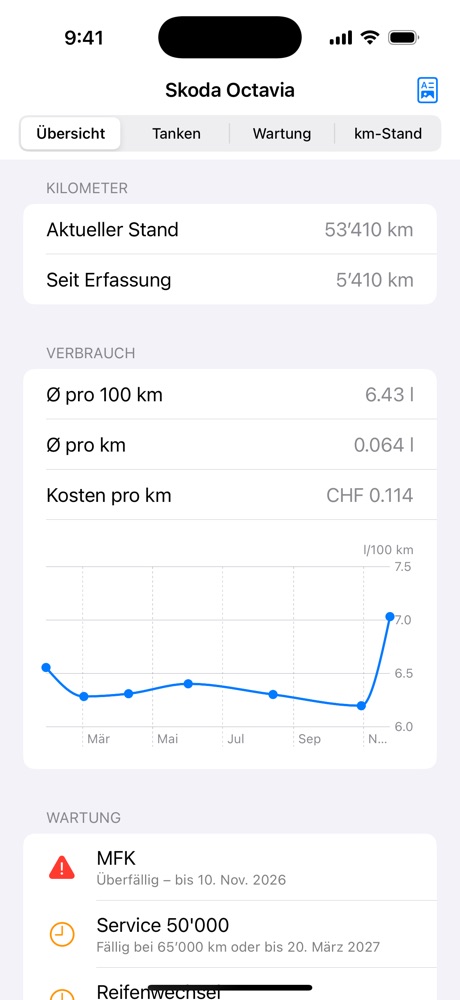 9:41
Skoda Octavia
Übersicht
Tanken
Wartung
km-Stand
KILOMETER
Aktueller Stand
53’410 km
Seit Erfassung
5’410 km
VERBRAUCH
Ø pro 100 km
6.43 l
Ø pro km
0.064 l
Kosten pro km
CHF 0.114
l/100 km
7.5
7.0
6.5
6.0
Mär
Mai
Jul
Sep
N...
WARTUNG
MFK
Überfällig – bis 10. Nov. 2026
Service 50'000
Fällig bei 65’000 km oder bis 20. März 2027
Reifenwechsel